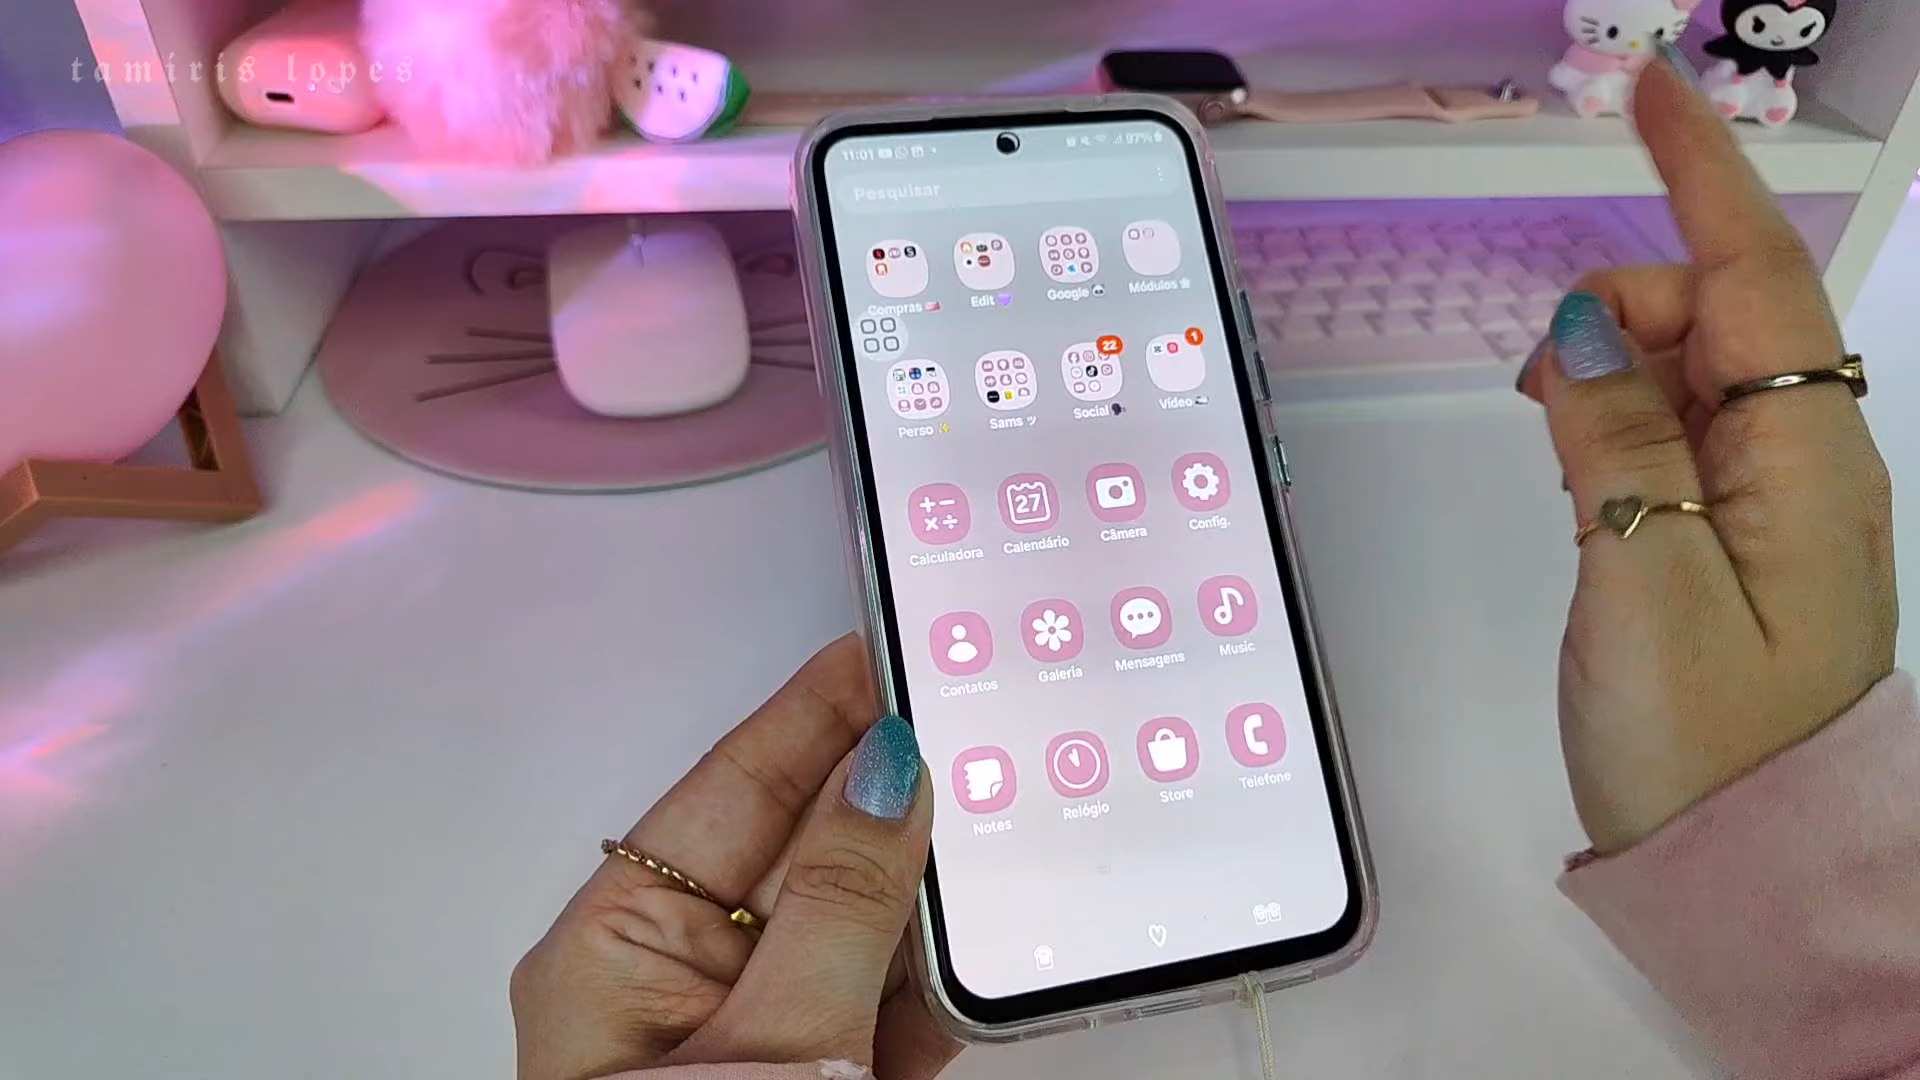 tamiris lopes
11:01
97%
Pesquisar
Compras
Edit
Google
Módulos
22
1
Perso
Sams ツ
Social
Vídeo
27
Calculadora
Calendário
Câmera
Config.
Contatos
Galeria
Mensagens
Music
Notes
Relógio
Store
Telefone